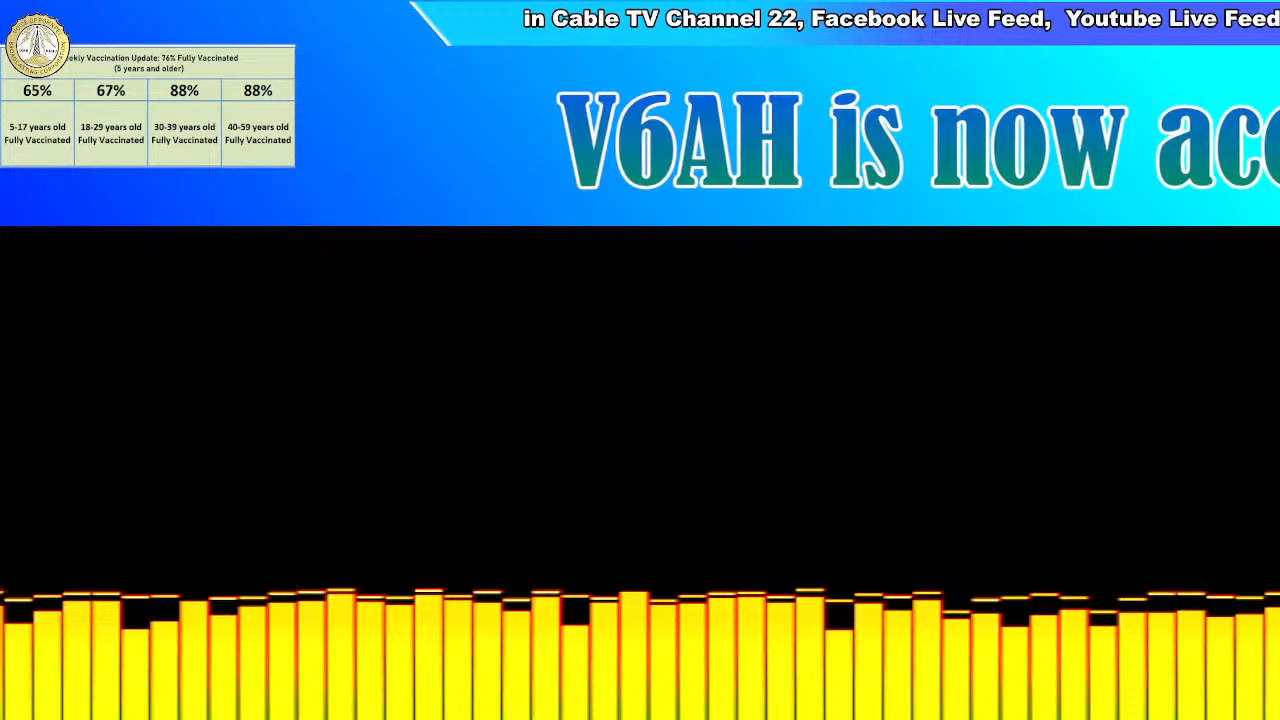 in Cable TV Channel 22, Facebook Live Feed, Youtube Live Feed
ekly Vaccination Update: 76% Fully Vaccinated
(5 years and older)
65% 67% 88% 88%
5-17 years old 18-29 years old 30-39 years old 40-59 years old
Fully Vaccinated Fully Vaccinated Fully Vaccinated Fully Vaccinated
V6AH is now acc